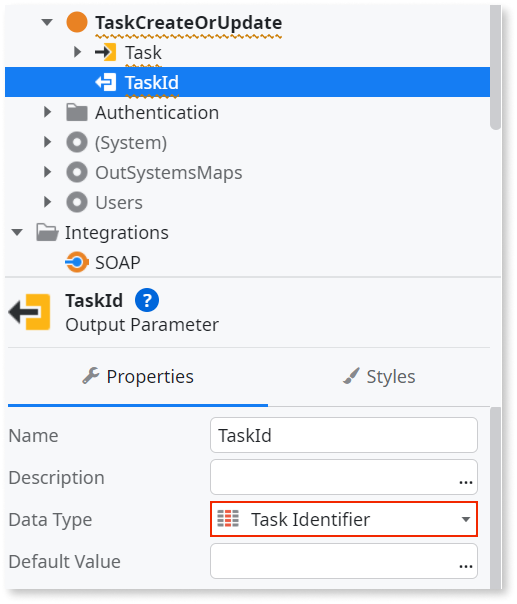 TaskCreateOrUpdate
Task
TaskId
Authentication
(System)
OutSystemsMaps
Users
Integrations
SOAP
TaskId ?
Output Parameter
Properties Styles
Name TaskId
Description ...
Data Type Task Identifier
Default Value ...